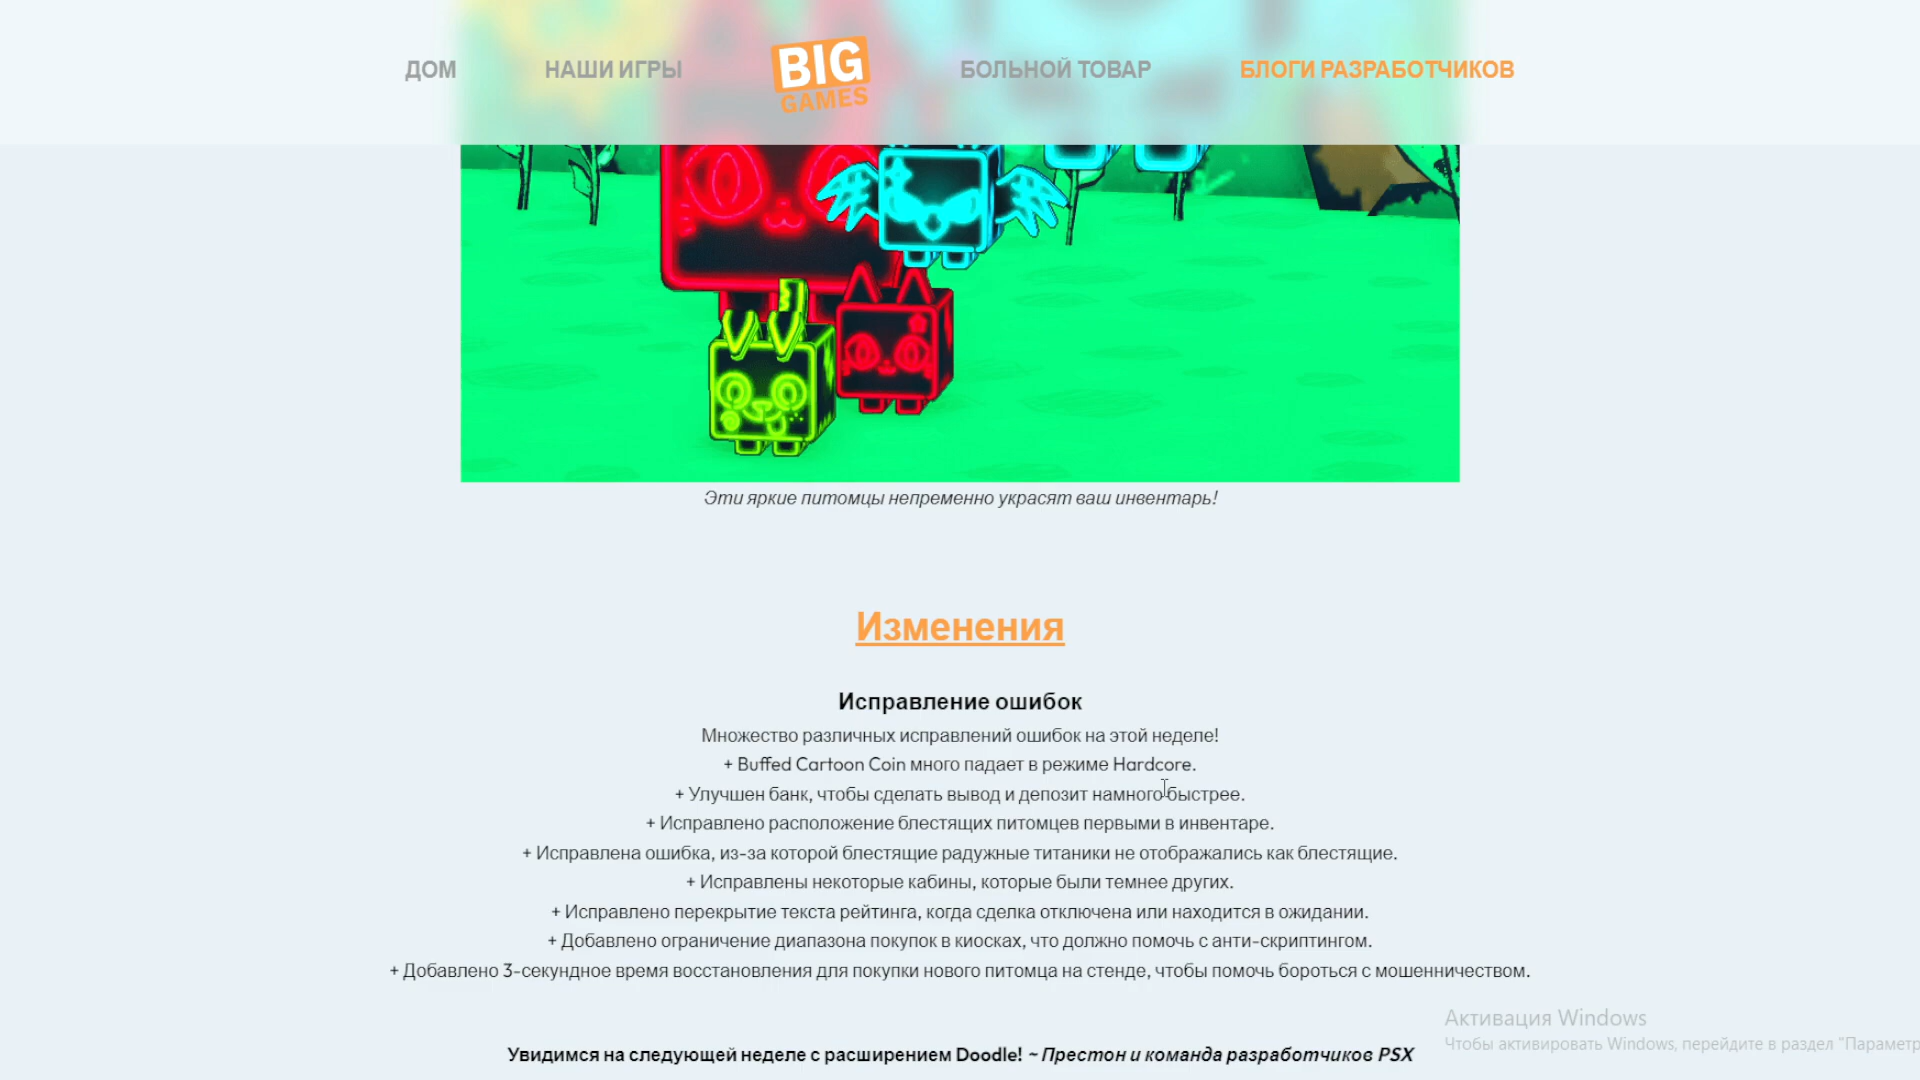 ДОМ
НАШИ ИГРЫ
BIG
GAMES
БОЛЬНОЙ ТОВАР
БЛОГИ РАЗРАБОТЧИКОВ
Эти яркие питомцы непременно украсят ваш инвентарь!
Изменения
Исправление ошибок
Множество различных исправлений ошибок на этой неделе!
+ Buffed Cartoon Coin много падает в режиме Hardcore.
+ Улучшен банк, чтобы сделать вывод и депозит намного быстрее.
+ Исправлено расположение блестящих питомцев первыми в инвентаре.
+ Исправлена ошибка, из-за которой блестящие радужные титаники не отображались как блестящие.
+ Исправлены некоторые кабины, которые были темнее других.
+ Исправлено перекрытие текста рейтинга, когда сделка отключена или находится в ожидании.
+ Добавлено ограничение диапазона покупок в киосках, что должно помочь с анти-скриптингом.
+ Добавлено 3-секундное время восстановления для покупки нового питомца на стенде, чтобы помочь бороться с мошенничеством.
Увидимся на следующей неделе с расширением Doodle! ~ Престон и команда разработчиков PSX
Активация Windows
Чтобы активировать Windows, перейдите в раздел "Параметр